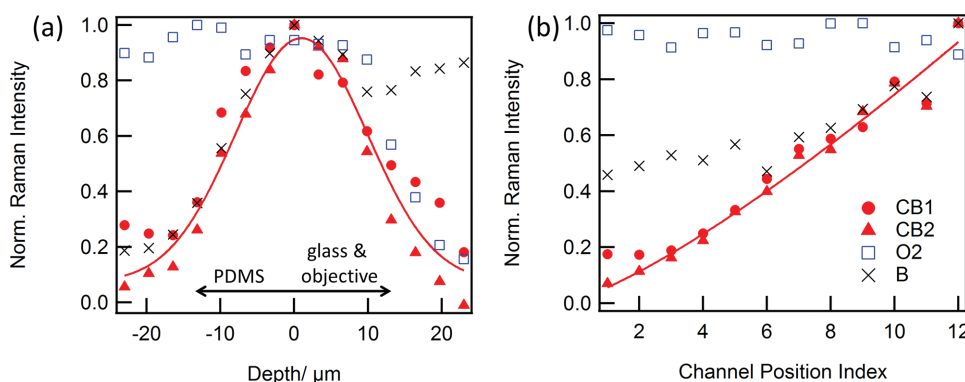 (a)
Norm. Raman Intensity
1.0
0.8
0.6
0.4
0.2
0.0
PDMS
glass &
objective
-20
-10
0
10
20
Depth/ μm
(b)
Norm. Raman Intensity
1.0
0.8
0.6
0.4
0.2
0.0
CB1
CB2
O2
B
2
4
6
8
10
12
Channel Position Index